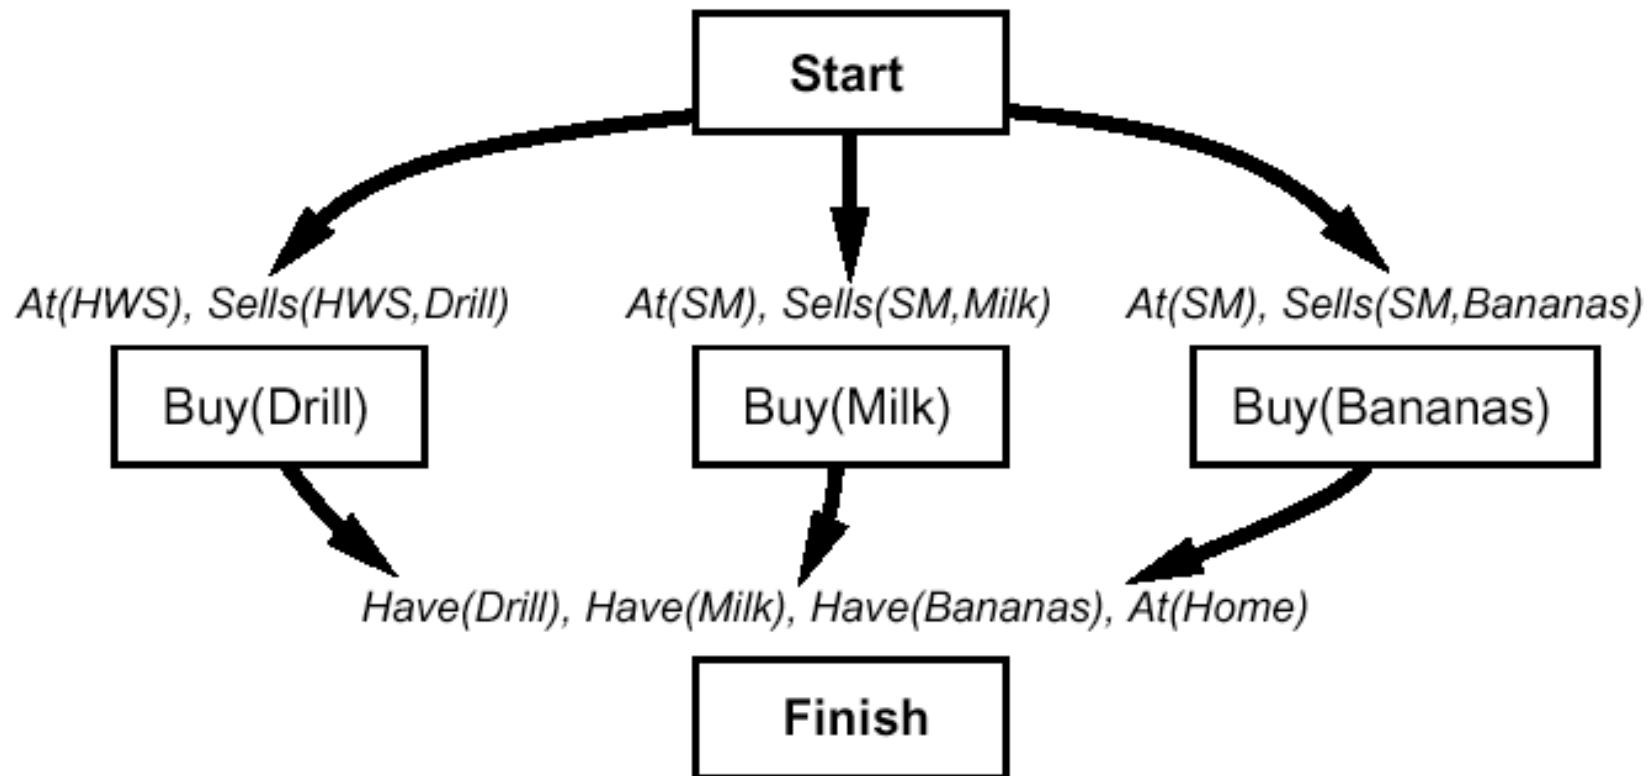 Start
At(HWS), Sells(HWS,Drill) At(SM), Sells(SM,Milk) At(SM), Sells(SM,Bananas)
Buy(Drill) Buy(Milk) Buy(Bananas)
Have(Drill), Have(Milk), Have(Bananas), At(Home)
Finish